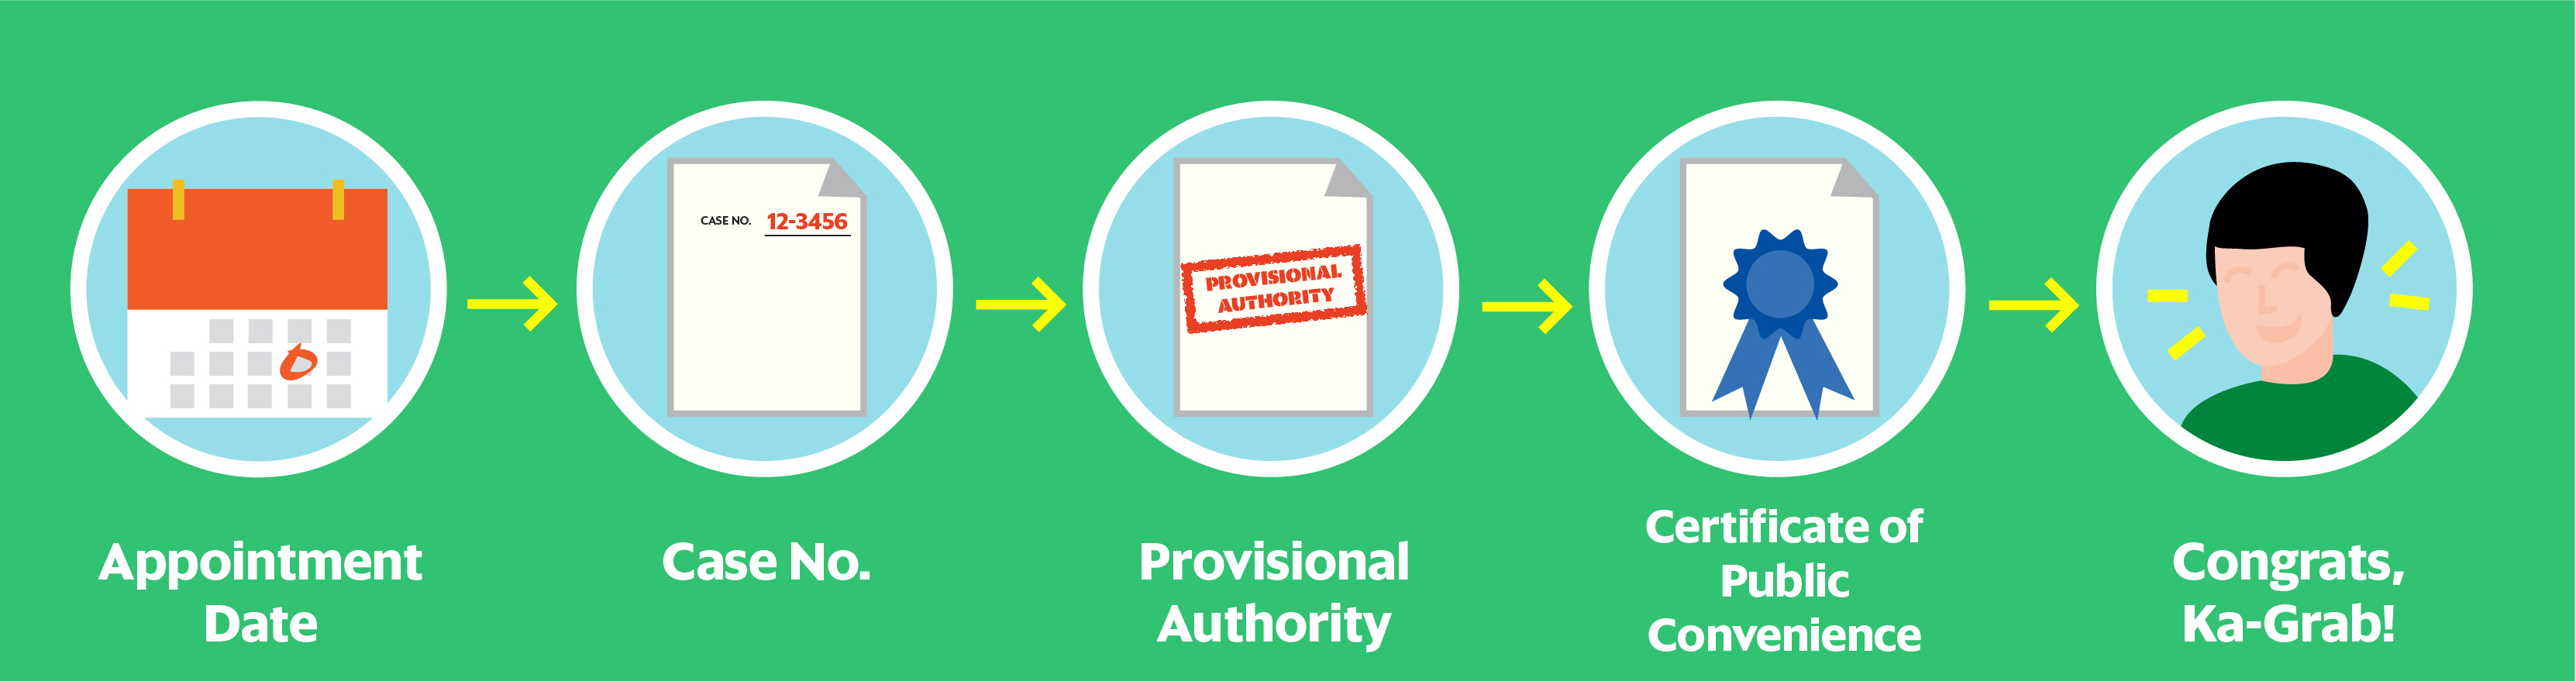 CASE NO. 12-3456
PROVISIONAL
AUTHORITY
Appointment
Date
Case No.
Provisional
Authority
Certificate of
Public
Convenience
Congrats,
Ka-Grab!